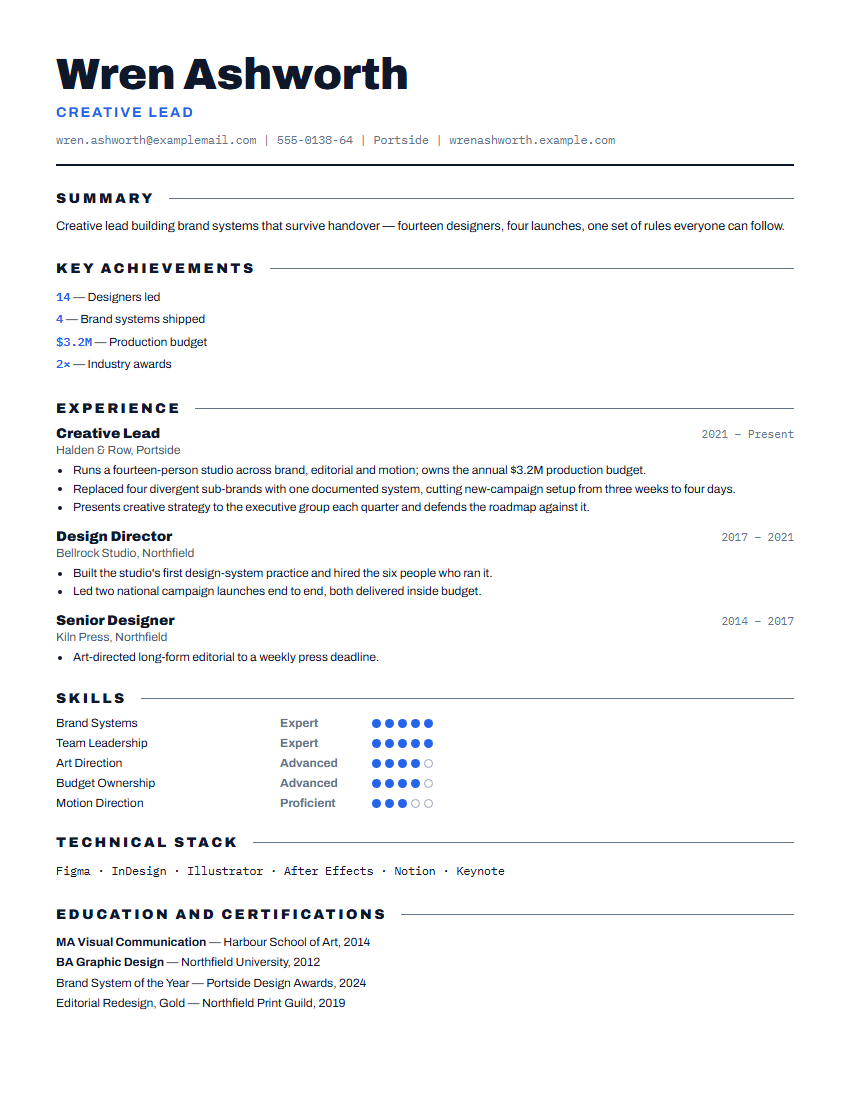 Wren Ashworth
CREATIVE LEAD
wren.ashworth@examplemail.com | 555-0138-64 | Portside | wrenashworth.example.com
SUMMARY
Creative lead building brand systems that survive handover — fourteen designers, four launches, one set of rules everyone can follow.
KEY ACHIEVEMENTS
14 — Designers led
4 — Brand systems shipped
$3.2M — Production budget
2× — Industry awards
EXPERIENCE
Creative Lead 2021 – Present
Halden & Row, Portside
• Runs a fourteen-person studio across brand, editorial and motion; owns the annual $3.2M production budget.
• Replaced four divergent sub-brands with one documented system, cutting new-campaign setup from three weeks to four days.
• Presents creative strategy to the executive group each quarter and defends the roadmap against it.
Design Director 2017 – 2021
Bellrock Studio, Northfield
• Built the studio's first design-system practice and hired the six people who ran it.
• Led two national campaign launches end to end, both delivered inside budget.
Senior Designer 2014 – 2017
Kiln Press, Northfield
• Art-directed long-form editorial to a weekly press deadline.
SKILLS
Brand Systems Expert
Team Leadership Expert
Art Direction Advanced
Budget Ownership Advanced
Motion Direction Proficient
TECHNICAL STACK
Figma · InDesign · Illustrator · After Effects · Notion · Keynote
EDUCATION AND CERTIFICATIONS
MA Visual Communication — Harbour School of Art, 2014
BA Graphic Design — Northfield University, 2012
Brand System of the Year — Portside Design Awards, 2024
Editorial Redesign, Gold — Northfield Print Guild, 2019